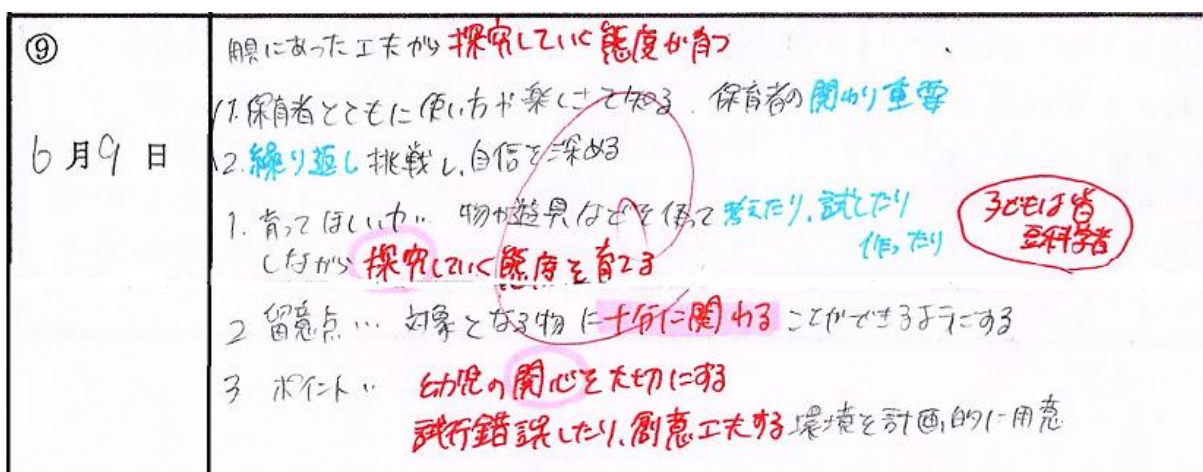 ⑨
6月9日
順にあった工夫から探究していく態度が育つ
1.保育者とともに使い方や楽しさを知る.保育者の関わり重要
2.繰り返し挑戦し、自信を深める
1.育ってほしい力… 物や遊具などを使って考えたり、試したり
作ったり
しながら探究していく態度を育てる
子どもは皆
豆科学者
2 留意点… 対象となる物に十分に関わることができるようにする
3 ポイント… 幼児の関心を大切にする
試行錯誤したり、創意工夫する環境を計画的に用意